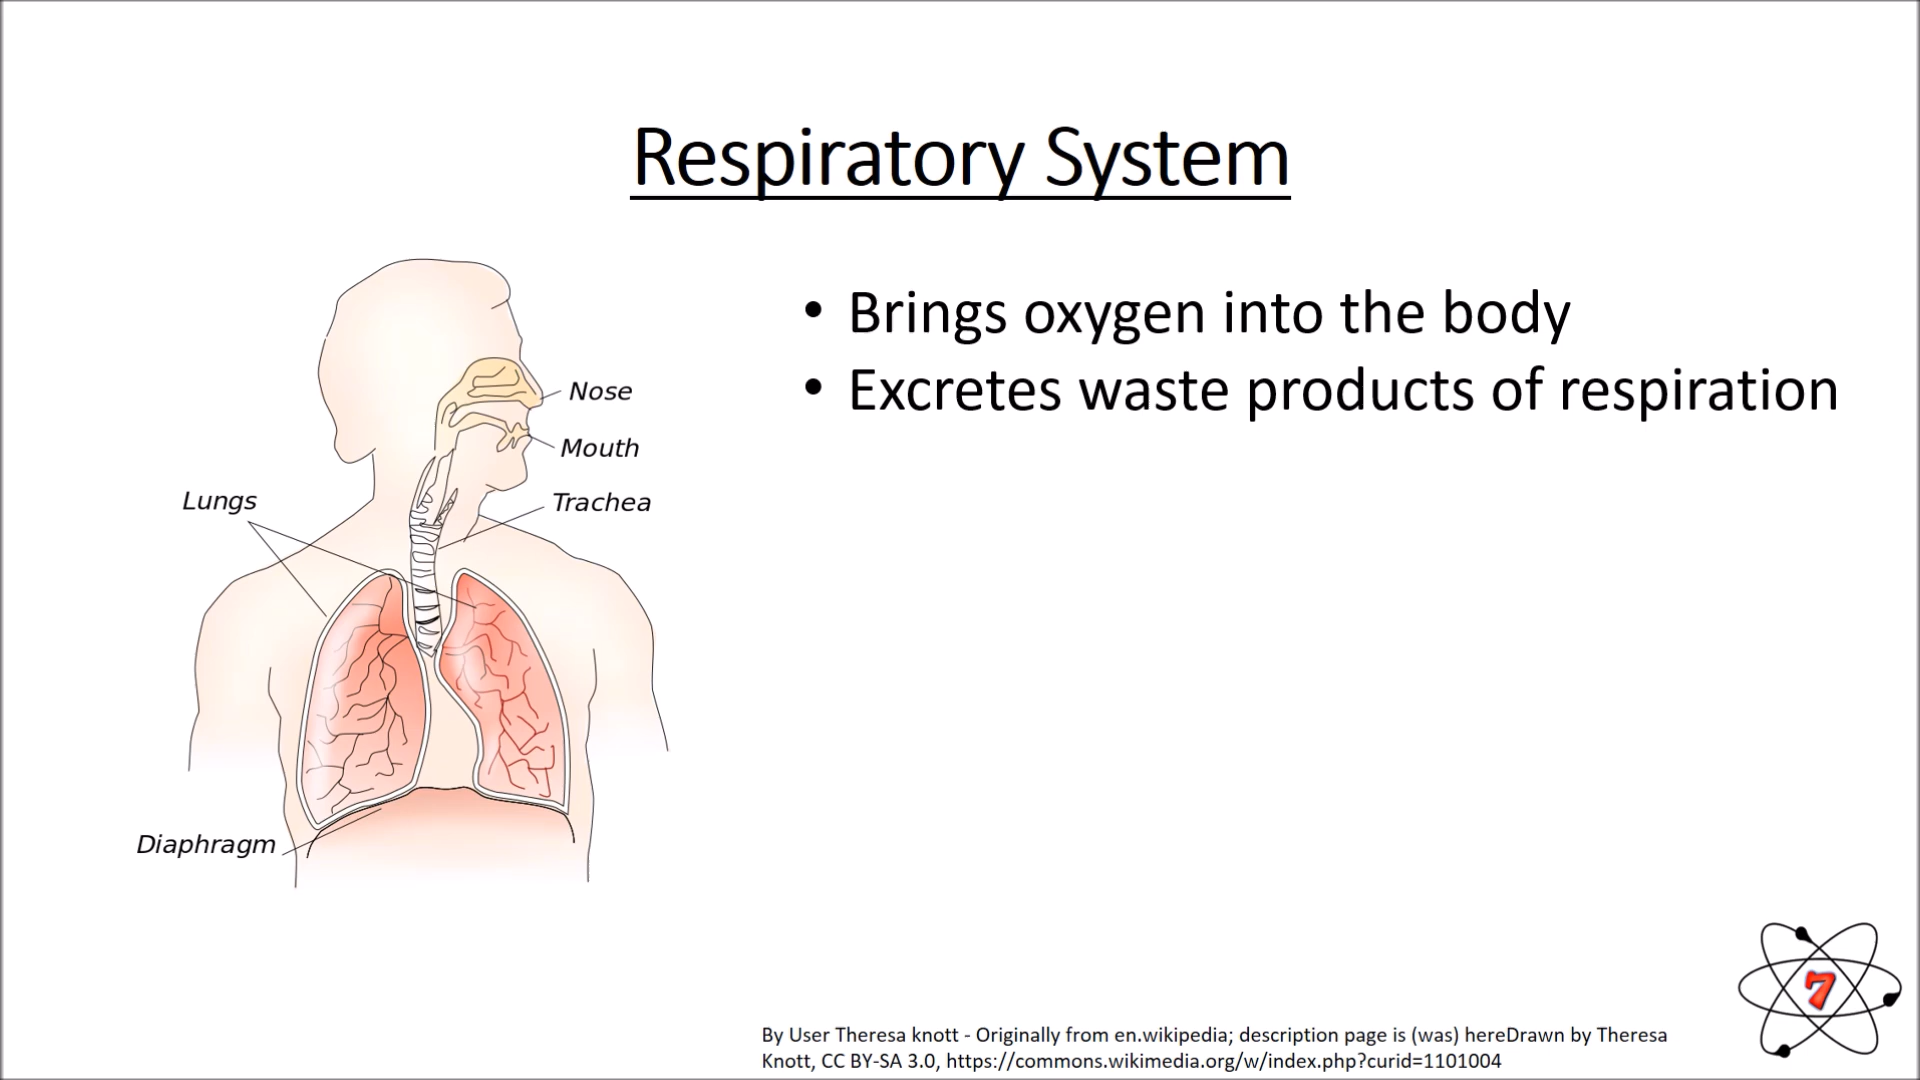 Respiratory System
• Brings oxygen into the body
• Excretes waste products of respiration
Nose
Mouth
Trachea
Lungs
Diaphragm
7
By User Theresa knott - Originally from en.wikipedia; description page is (was) hereDrawn by Theresa
Knott, CC BY-SA 3.0, https://commons.wikimedia.org/w/index.php?curid=1101004